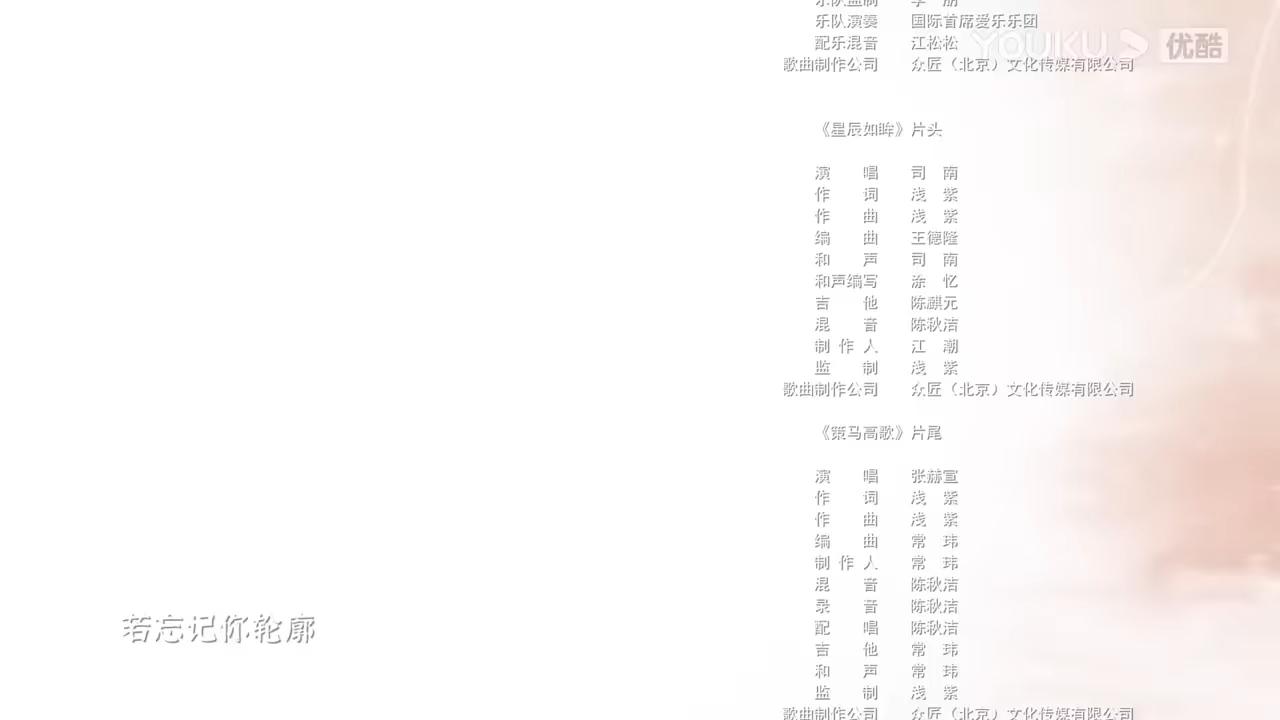 国际首席爱乐乐团
乐队演奏
配乐混音 江松松
YOUKU 优酷
歌曲制作公司 众匠（北京）文化传媒有限公司
《星辰如眸》片头
演唱 司南
作词 浅紫
作曲 浅紫
编曲 王德隆
和声 司南
和声编写 涂忆
吉他 陈麒元
混音 陈秋洁
制作人 江潮
监制 浅紫
歌曲制作公司 众匠（北京）文化传媒有限公司
《策马高歌》片尾
演唱 张赫宣
作词 浅紫
作曲 浅紫
编曲 常玮
制作人 常玮
混音 陈秋洁
录音 陈秋洁
配唱 陈秋洁
吉他 常玮
和声 常玮
监制 浅紫
歌曲制作公司 众匠（北京）文化传媒有限公司
若忘记你轮廓